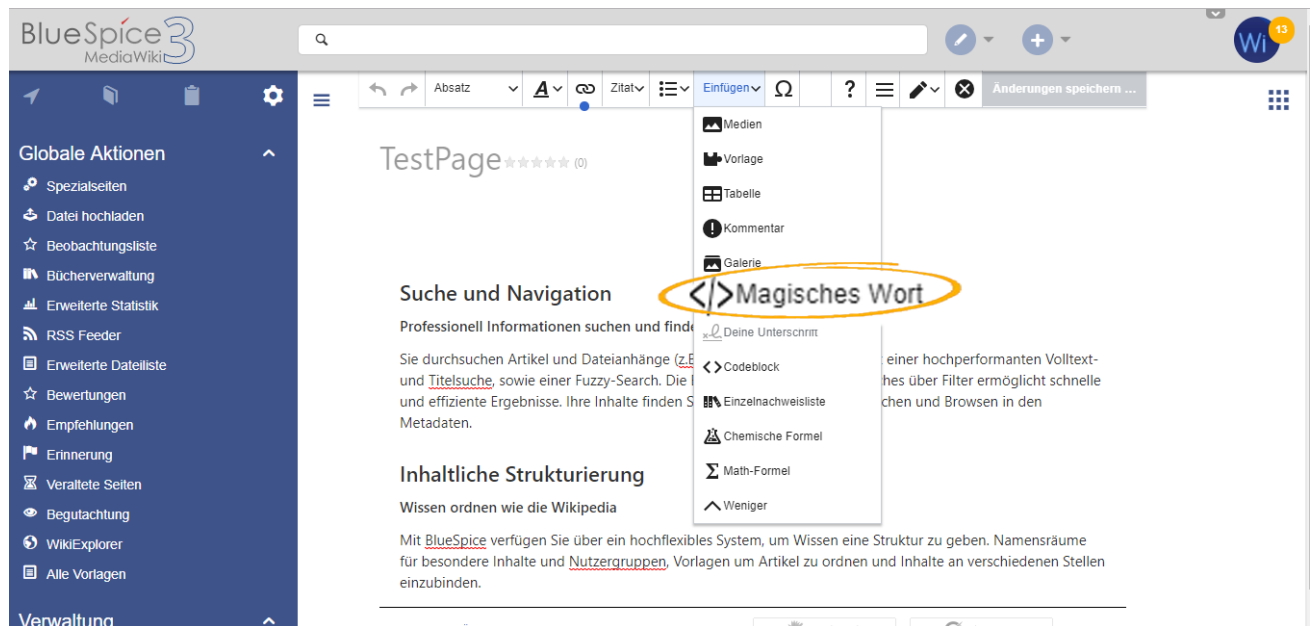 BlueSpice 3
MediaWiki
Wi
13
Absatz
A
Zitat
Einfügen
Ω
?
Änderungen speichern ...
Globale Aktionen
Spezialseiten
Datei hochladen
Beobachtungsliste
Bücherverwaltung
Erweiterte Statistik
RSS Feeder
Erweiterte Dateiliste
Bewertungen
Empfehlungen
Erinnerung
Veraltete Seiten
Begutachtung
WikiExplorer
Alle Vorlagen
Verwaltung
Medien
Vorlage
Tabelle
Kommentar
Galerie
</>Magisches Wort
Deine Unterschrift
Codeblock
Einzelnachweisliste
Chemische Formel
Σ Math-Formel
Weniger
TestPage (0)
Suche und Navigation
Professionell Informationen suchen und
Sie durchsuchen Artikel und Dateianhänge einer hochperformanten Volltext-
und Titelsuche, sowie einer Fuzzy-Search. Die über Filter ermöglicht schnelle
und effiziente Ergebnisse. Ihre Inhalte finden und Browsen in den
Metadaten.
Inhaltliche Strukturierung
Wissen ordnen wie die Wikipedia
Mit BlueSpice verfügen Sie über ein hochflexibles System, um Wissen eine Struktur zu geben. Namensräume
für besondere Inhalte und Nutzergruppen, Vorlagen um Artikel zu ordnen und Inhalte an verschiedenen Stellen
einzubinden.